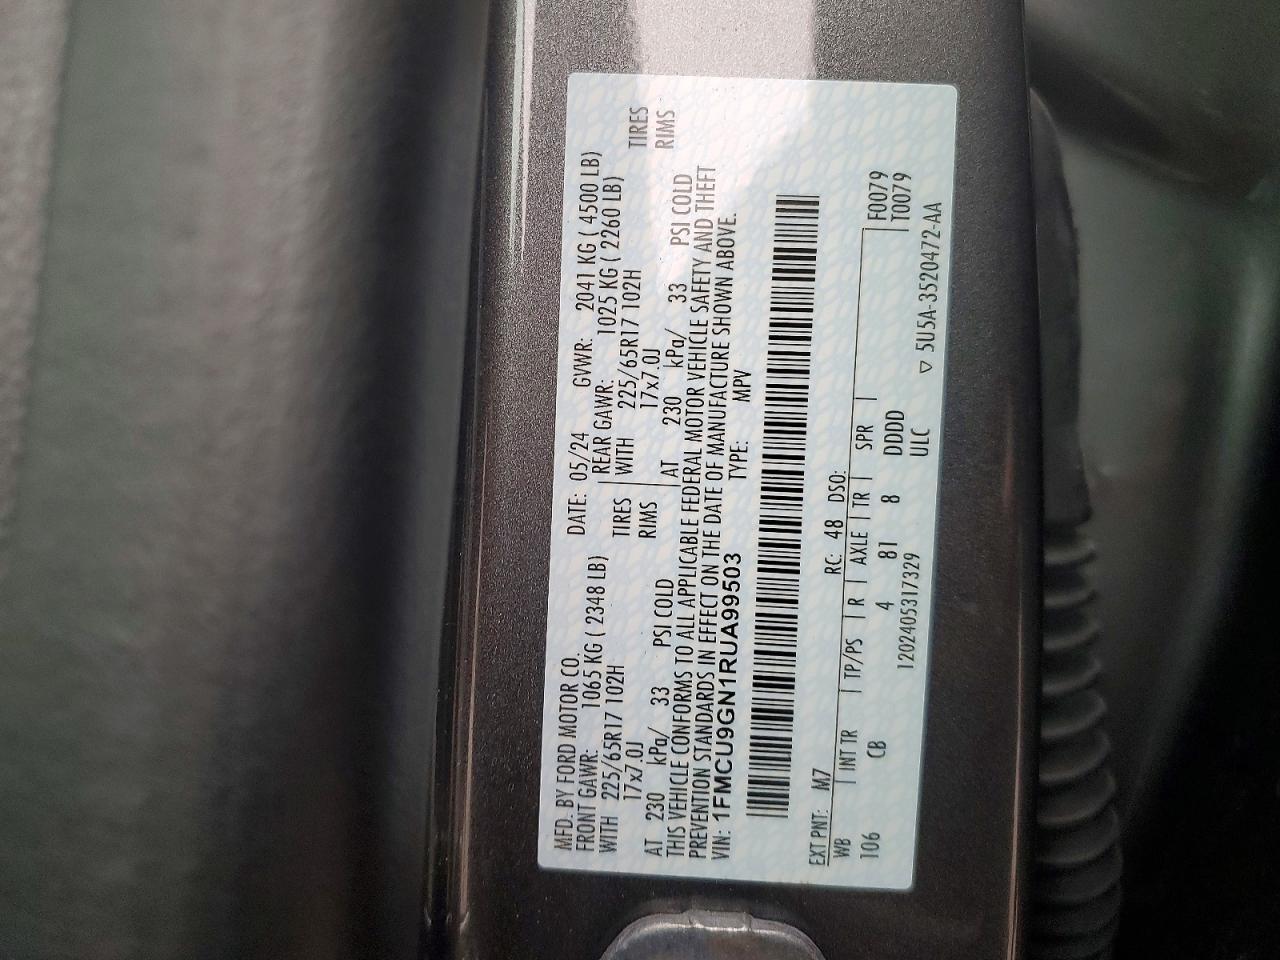 MFD. BY FORD MOTOR CO.
DATE: 05/24 GVWR: 2041 KG ( 4500 LB)
FRONT GAWR: 1065 KG ( 2348 LB) REAR GAWR: 1025 KG ( 2260 LB)
WITH 225/65R17 102H TIRES WITH 225/65R17 102H TIRES
17x7.0J RIMS 17x7.0J RIMS
AT 230 kPa/ 33 PSI COLD AT 230 kPa/ 33 PSI COLD
THIS VEHICLE CONFORMS TO ALL APPLICABLE FEDERAL MOTOR VEHICLE SAFETY AND THEFT
PREVENTION STANDARDS IN EFFECT ON THE DATE OF MANUFACTURE SHOWN ABOVE.
VIN: 1FMCU9GN1RUA99503 TYPE: MPV
EXT PNT: M7 RC: 48 DSO:
WB INT TR TP/PS R AXLE TR SPR F0079
106 CB 4 81 8 DDDD T0079
1202405317329 ULC ▽ 5U5A-3520472-AA